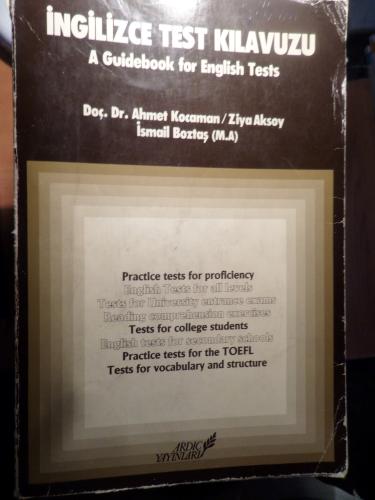 İNGİLİZCE TEST KILAVUZU
A Guidebook for English Tests
Doç. Dr. Ahmet Kocaman/Ziya Aksoy
İsmail Boztaş (M.A)
Practice tests for proficiency
English Tests for all levels
Tests for University entrance exams
Reading comprehension exercises
Tests for college students
English tests for secondary schools
Practice tests for the TOEFL
Tests for vocabulary and structure
ARDIÇ
YAYINLARI